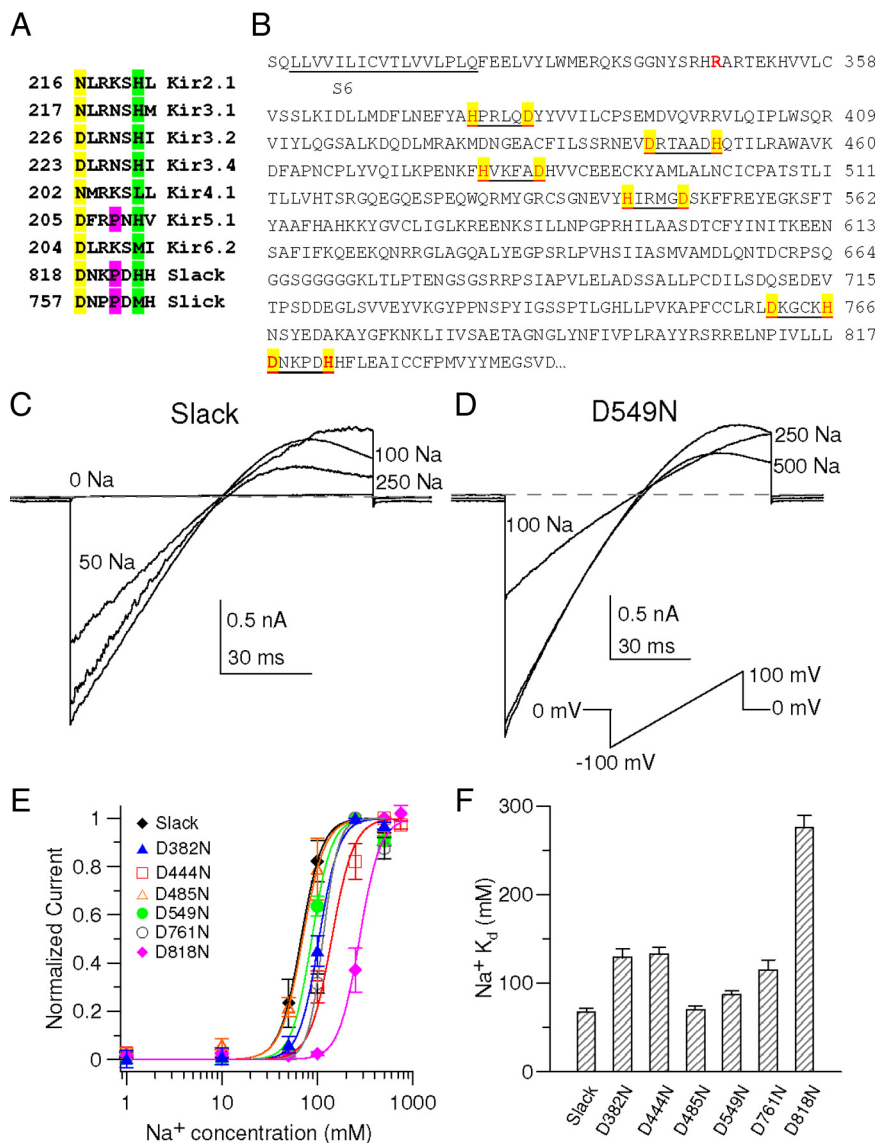 A
216 NLRKSHL Kir2.1
217 NLRNSHM Kir3.1
226 DLRNSHI Kir3.2
223 DLRNSHI Kir3.4
202 NMRKSLL Kir4.1
205 DFRPNHV Kir5.1
204 DLRKSMI Kir6.2
818 DNKPDHH Slack
757 DNPPDMH Slick
B
SQLLVVILICVTLVVLPLQFEELVYLWMERQKSGGNYSRHRARTEKHVVLC 358
S6
VSSLKIDLLMDFLNEFYAHPRLQDYYVVILCPSEMDVQVRRVLQIPLWSQR 409
VIYLQGSALKDQDLMRAKMDNGEACFILSSRNEVDRTAADHQTILRAWAVK 460
DFAPNCPLYVQILKPENKFHVKFADHVVCEEECKYAMLALNCICPATSTLI 511
TLLVHTSRGQEGQESPEQWQRMYGRCSGNEVYHIRMGDSKFFREYEGKSFT 562
YAAFHAHKKYGVCLIGLKREENKSILLNPGPRHILAASDTCFYINITKEEN 613
SAFIFKQEEKQNRRGLAGQALYEGPSRLPVHSIIASMVAMDLQNTDCRPSQ 664
GGSGGGGGKLTLPTENGSGSRRPSIAPVLELADSSALLPCDILSDQSEDEV 715
TPSDDEGLSVVEYVKGYPPNSPYIGSSPTLGHLLPVKAPFCCLRLDKGCKH 766
NSYEDAKAYGFKNKLIIVSAETAGNGLYNFIVPLRAYYRSRRELNPIVLLL 817
DNKPDHHFLEAICCFPMVYYMEGSVD...
C
Slack
0 Na
100 Na
250 Na
50 Na
0.5 nA
30 ms
D
D549N
250 Na
500 Na
100 Na
0.5 nA
30 ms
100 mV
0 mV
0 mV
-100 mV
E
Normalized Current
1
0.8
0.6
0.4
0.2
0
Slack
D382N
D444N
D485N
D549N
D761N
D818N
1
10
100
1000
Na+ concentration (mM)
F
Na+ Kd (mM)
300
200
100
0
Slack
D382N
D444N
D485N
D549N
D761N
D818N